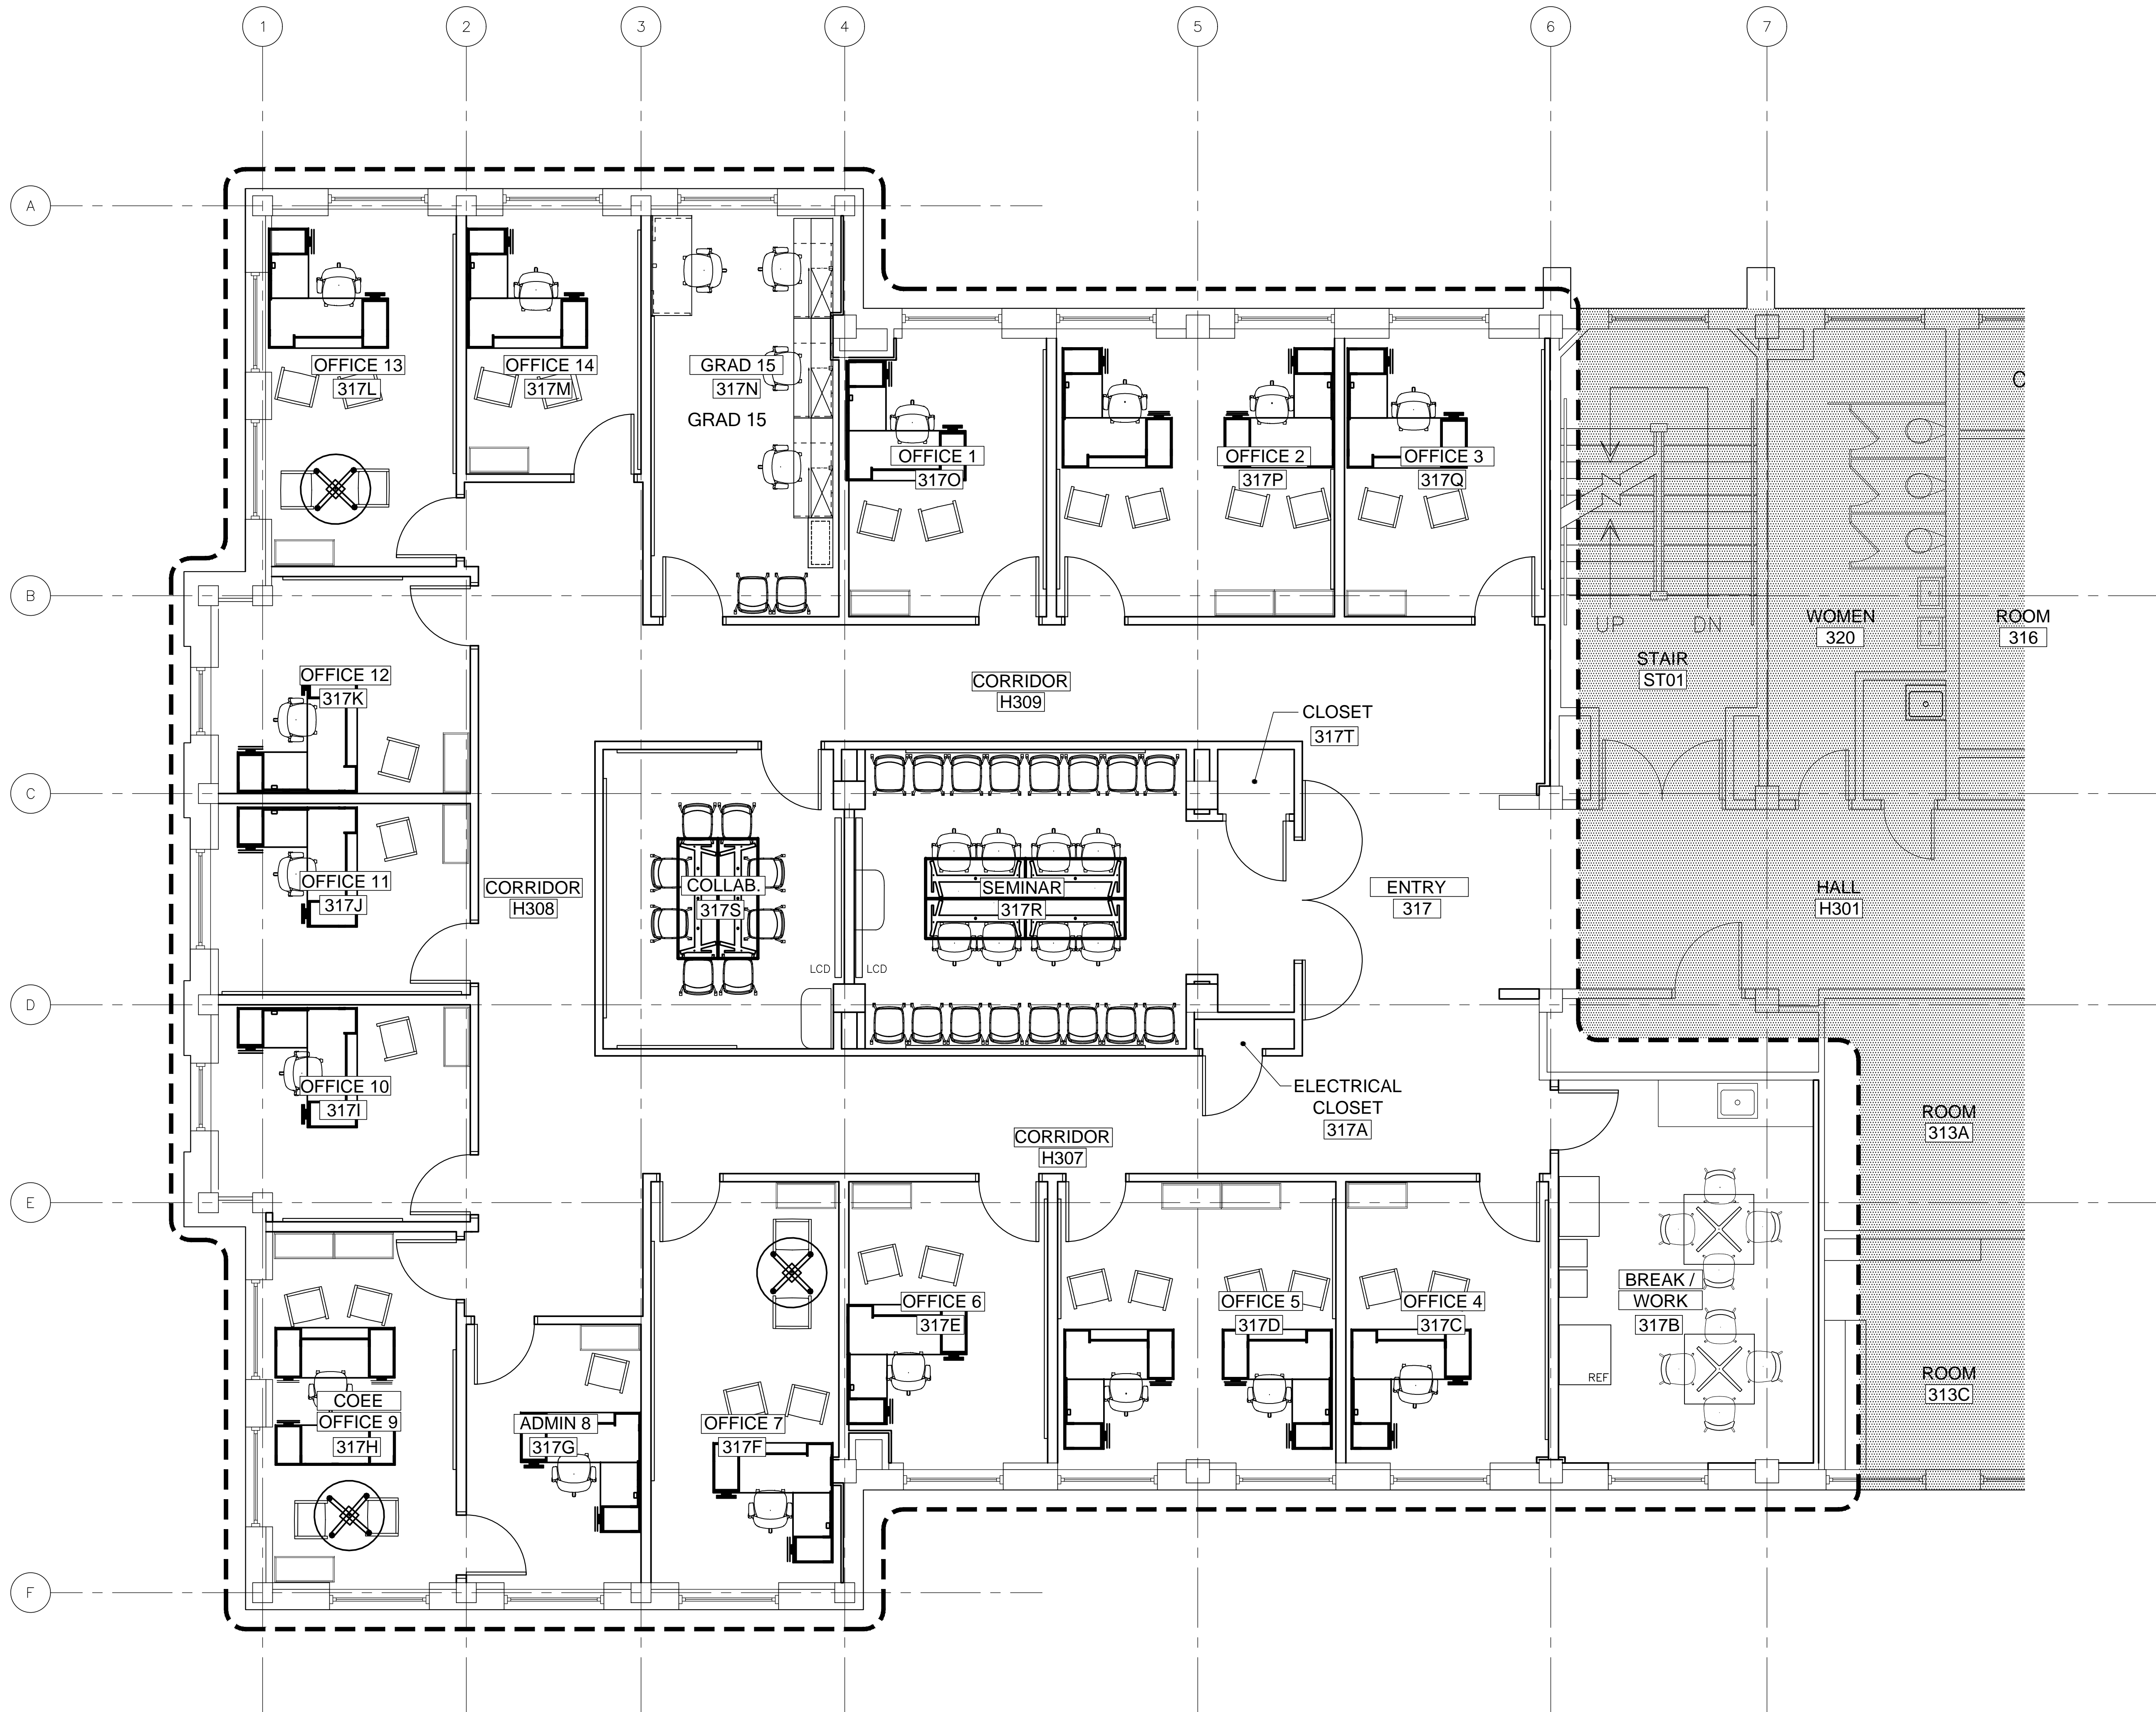 1
2
3
4
5
6
7
A
B
C
D
E
F
OFFICE 13
317L
OFFICE 14
317M
GRAD 15
317N
GRAD 15
OFFICE 1
317O
OFFICE 2
317P
OFFICE 3
317Q
UP
DN
STAIR
ST01
WOMEN
320
ROOM
316
OFFICE 12
317K
CORRIDOR
H309
CLOSET
317T
OFFICE 11
317J
CORRIDOR
H308
COLLAB.
317S
SEMINAR
317R
ENTRY
317
HALL
H301
LCD
LCD
OFFICE 10
317I
ELECTRICAL
CLOSET
317A
CORRIDOR
H307
ROOM
313A
OFFICE 6
317E
OFFICE 5
317D
OFFICE 4
317C
BREAK /
WORK
317B
REF
ROOM
313C
COEE
OFFICE 9
317H
ADMIN 8
317G
OFFICE 7
317F